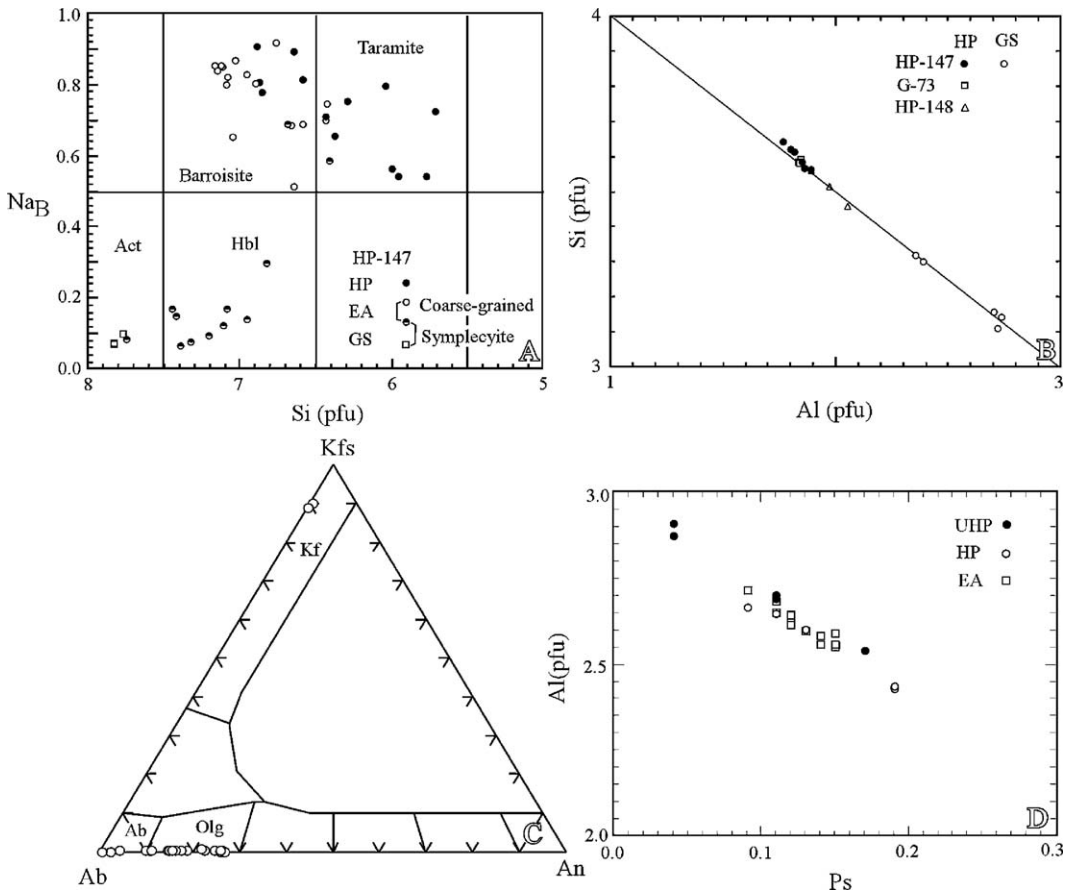 1.0
Na_B
0.8
0.6
0.4
0.2
0.0
8
7
6
5
Si (pfu)
Taramite
Barroisite
Act
Hbl
HP-147
HP
EA
GS
Coarse-grained
Symplecyite
A
4
3
Si (pfu)
1
3
Al (pfu)
HP GS
HP-147
G-73
HP-148
B
Kfs
Kf
Ab
Olg
Ab
An
C
3.0
2.5
2.0
Al(pfu)
0.0
0.1
0.2
0.3
Ps
UHP
HP
EA
D